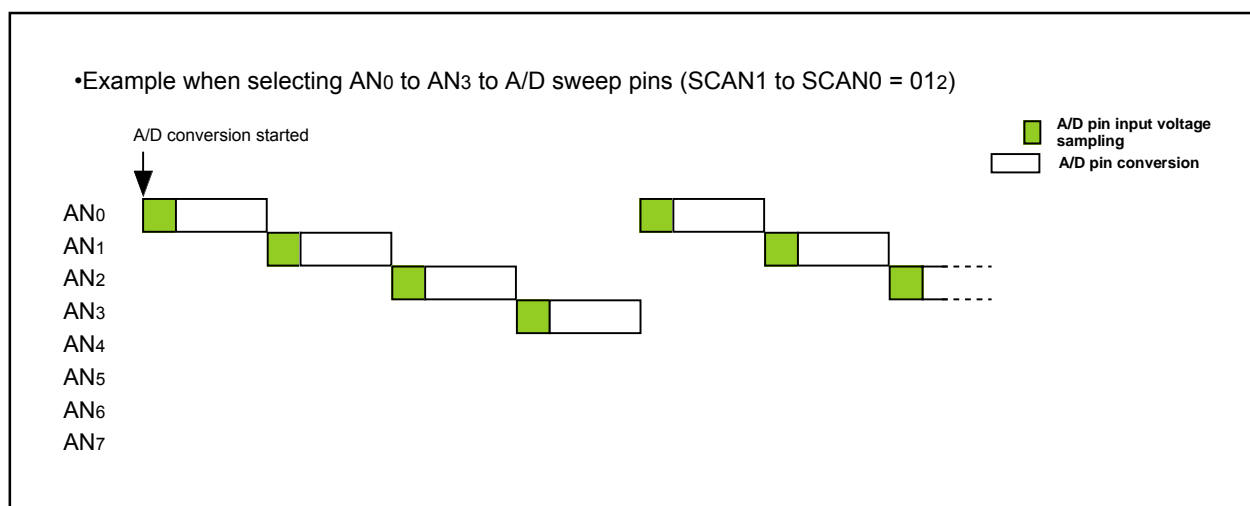 •Example when selecting AN0 to AN3 to A/D sweep pins (SCAN1 to SCAN0 = 012)
A/D conversion started
A/D pin input voltage
sampling
A/D pin conversion
AN0
AN1
AN2
AN3
AN4
AN5
AN6
AN7